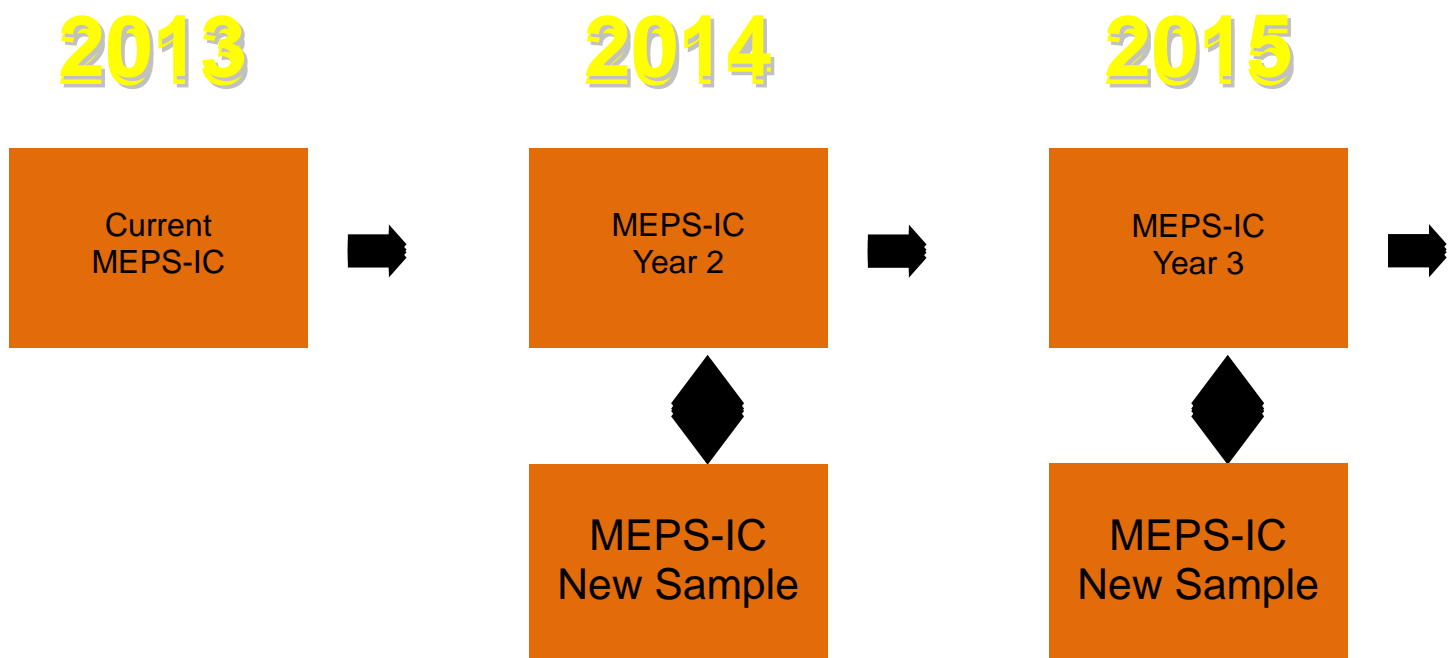 2013
2014
2015
Current
MEPS-IC
MEPS-IC
Year 2
MEPS-IC
Year 3
MEPS-IC
New Sample
MEPS-IC
New Sample